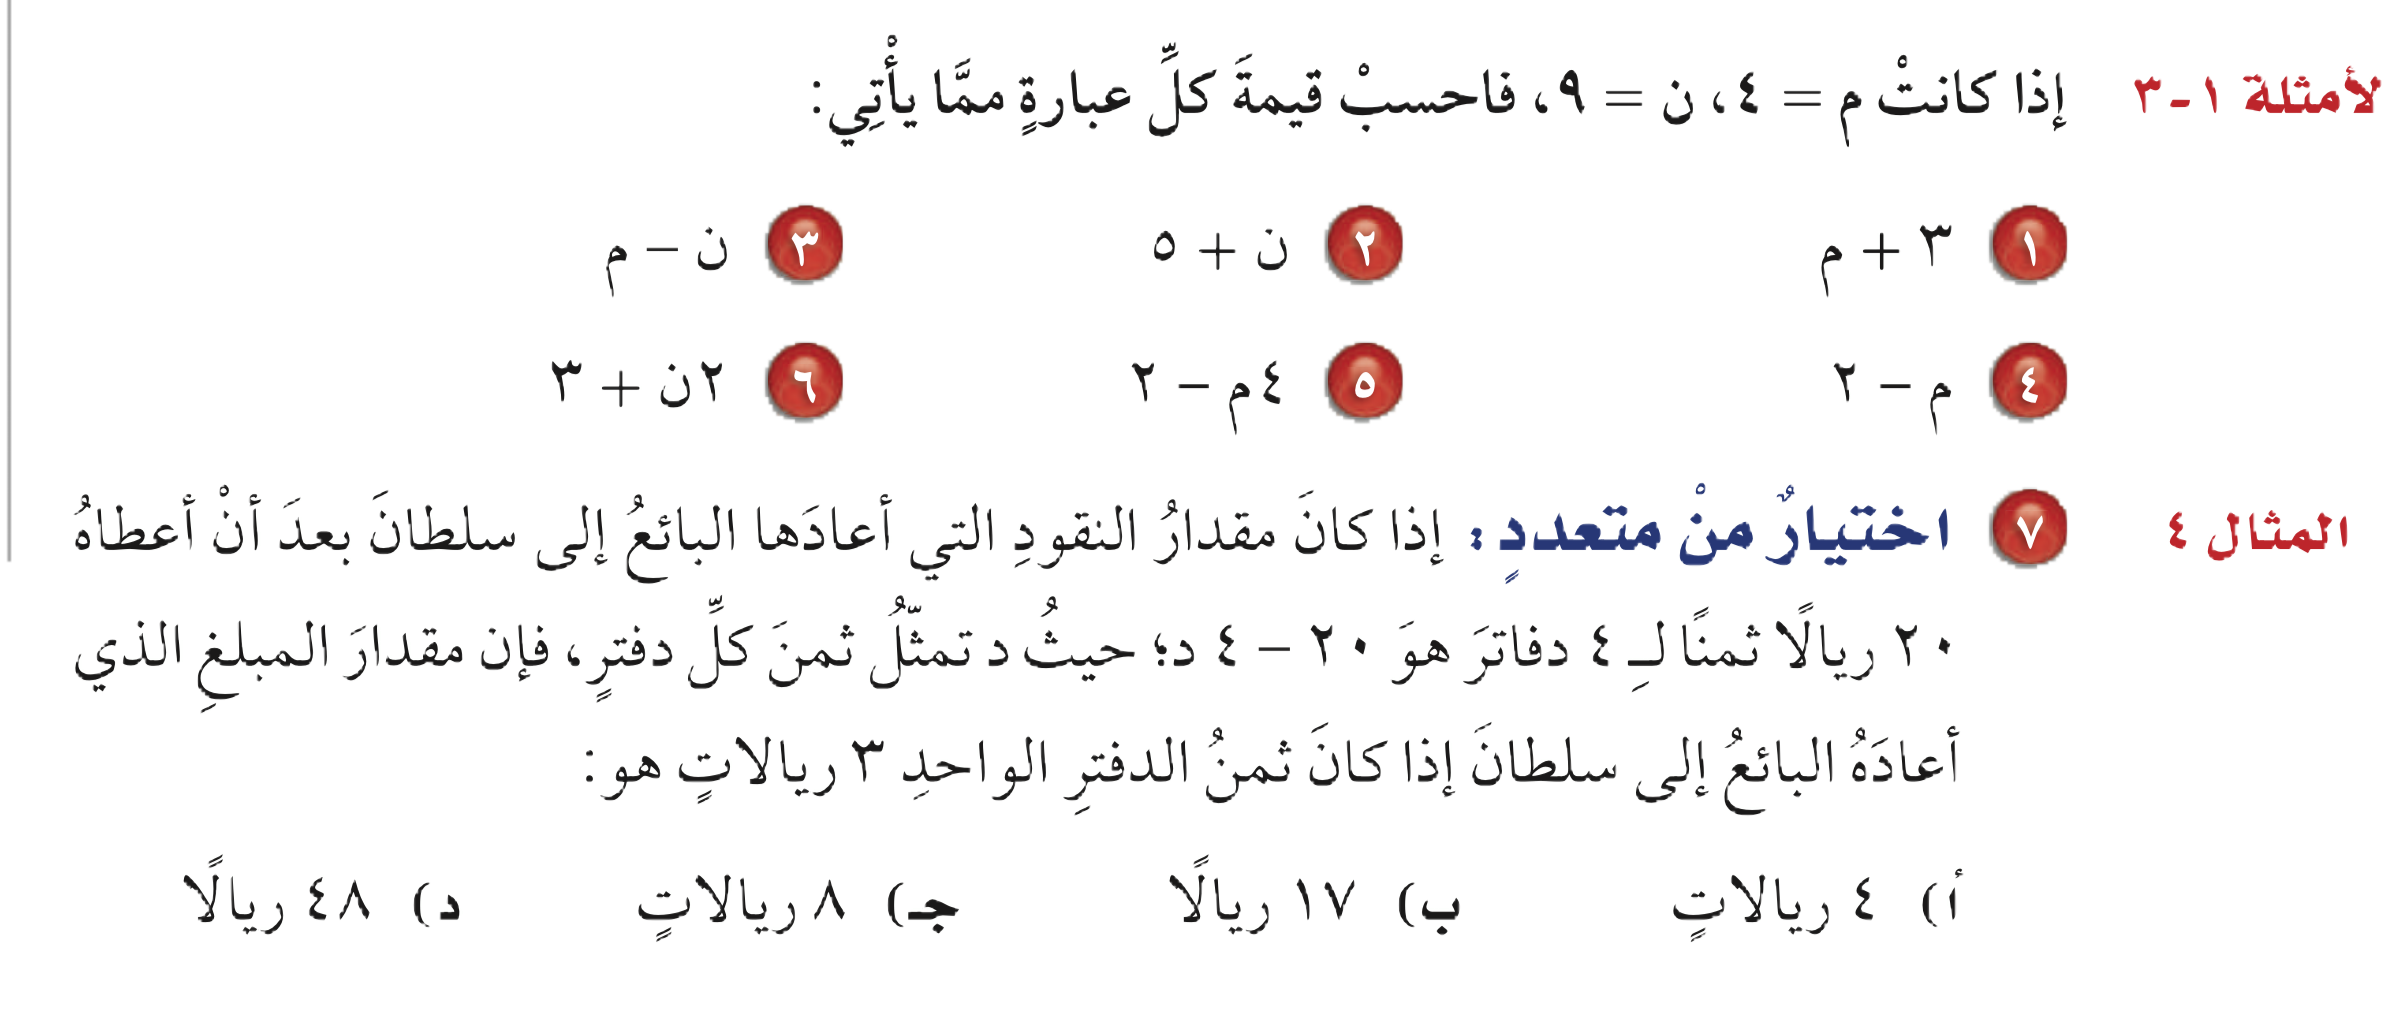 لأمثلة ١-٣ إذا كانتْ م = ٤، ن = ٩، فاحسبْ قيمةَ كلِّ عبارةٍ ممَّا يأْتِي:
١ ٣ + م ٢ ن + ٥ ٣ ن − م
٤ م − ٢ ٥ ٤م − ٢ ٦ ٢ن + ٣
المثال ٤ ٧ اختيارٌ منْ متعددٍ: إذا كانَ مقدارُ النقودِ التي أعادَها البائعُ إلى سلطانَ بعدَ أنْ أعطاهُ
٢٠ ريالًا ثمنًا لـِ ٤ دفاترَ هوَ ٢٠ − ٤ د؛ حيثُ د تمثّلُ ثمنَ كلِّ دفترٍ، فإن مقدارَ المبلغِ الذي
أعادَهُ البائعُ إلى سلطانَ إذا كانَ ثمنُ الدفترِ الواحدِ ٣ ريالاتٍ هو:
أ) ٤ ريالاتٍ ب) ١٧ ريالًا جـ) ٨ ريالاتٍ د) ٤٨ ريالًا